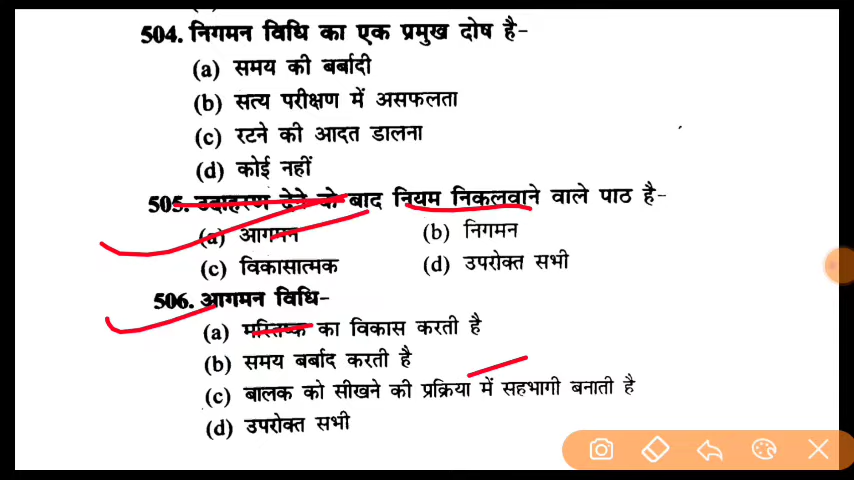 504. निगमन विधि का एक प्रमुख दोष है-
(a) समय की बर्बादी
(b) सत्य परीक्षण में असफलता
(c) रटने की आदत डालना
(d) कोई नहीं
505. उदाहरण देने के बाद नियम निकलवाने वाले पाठ है-
(a) आगमन (b) निगमन
(c) विकासात्मक (d) उपरोक्त सभी
506. आगमन विधि-
(a) मस्तिष्क का विकास करती है
(b) समय बर्बाद करती है
(c) बालक को सीखने की प्रक्रिया में सहभागी बनाती है
(d) उपरोक्त सभी